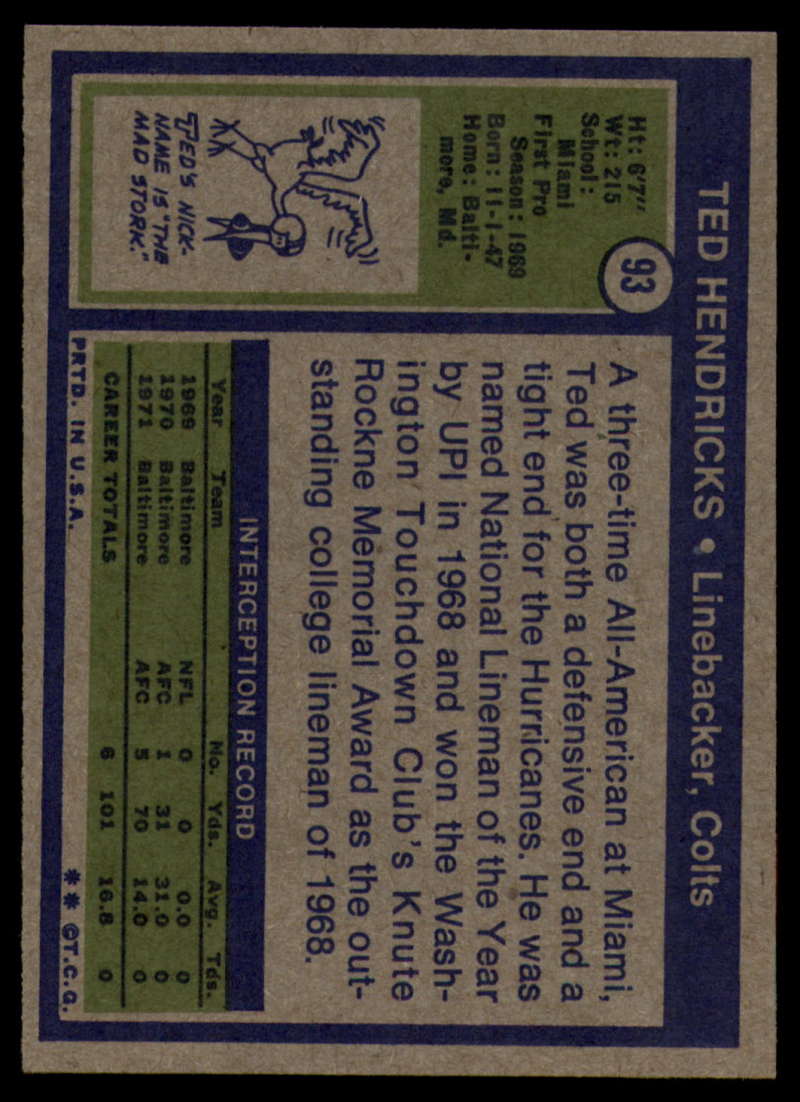 TED HENDRICKS • Linebacker, Colts
93
Ht: 6'7"
Wt: 215
School:
Miami
First Pro
Season: 1969
Born: 11-1-47
Home: Balti-
more, Md.
TED'S NICK-
NAME IS "THE
MAD STORK."
A three-time All-American at Miami,
Ted was both a defensive end and a
tight end for the Hurricanes. He was
named National Lineman of the Year
by UPI in 1968 and won the Wash-
ington Touchdown Club's Knute
Rockne Memorial Award as the out-
standing college lineman of 1968.
INTERCEPTION RECORD
Year Team No. Yds. Avg. Tds.
1969 Baltimore NFL 0 0 0.0 0
1970 Baltimore AFC 1 31 31.0 0
1971 Baltimore AFC 5 70 14.0 0
CAREER TOTALS 6 101 16.8 0
PRTD. IN U.S.A. ** ©T.C.G.